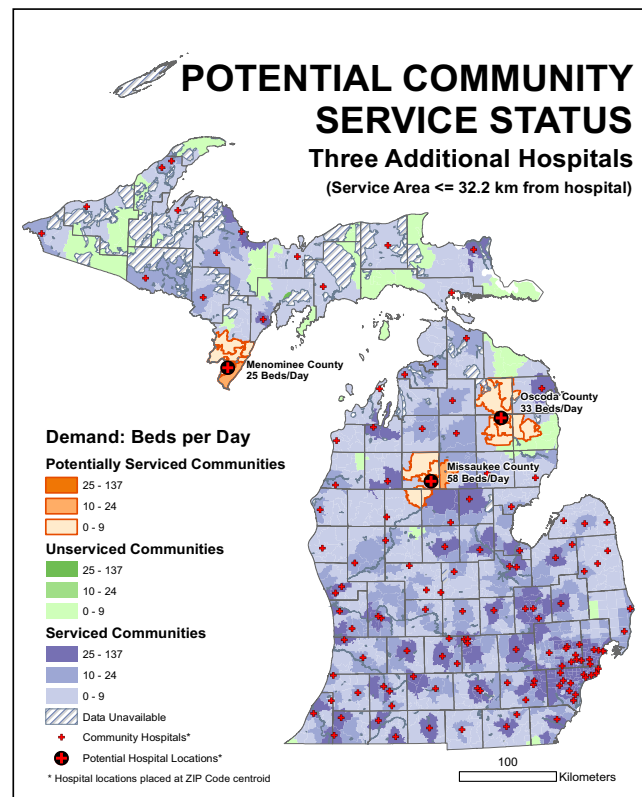 POTENTIAL COMMUNITY
SERVICE STATUS
Three Additional Hospitals
(Service Area <= 32.2 km from hospital)
Menominee County
25 Beds/Day
Oscoda County
33 Beds/Day
Missaukee County
58 Beds/Day
Demand: Beds per Day
Potentially Serviced Communities
25 - 137
10 - 24
0 - 9
Unserviced Communities
25 - 137
10 - 24
0 - 9
Serviced Communities
25 - 137
10 - 24
0 - 9
Data Unavailable
Community Hospitals*
Potential Hospital Locations*
* Hospital locations placed at ZIP Code centroid
100
Kilometers